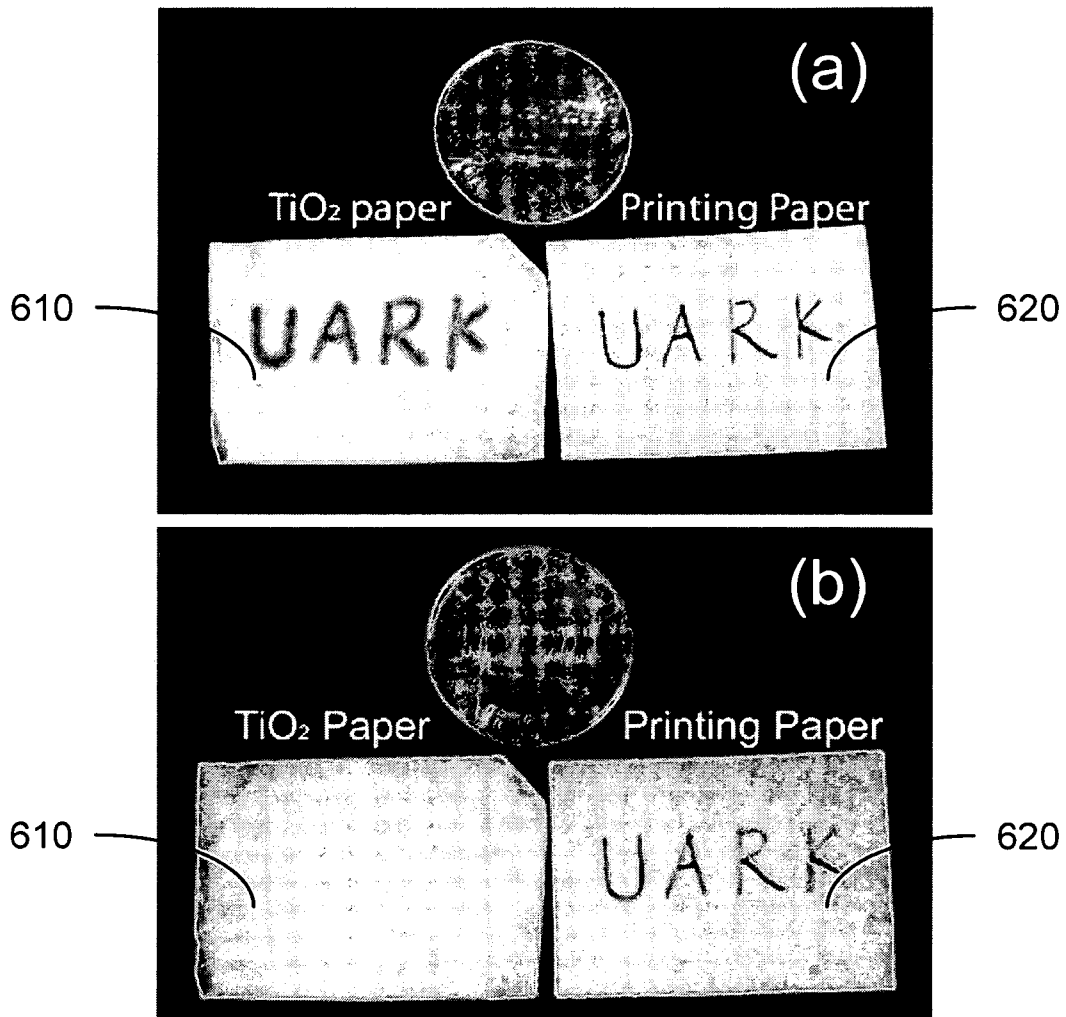 (a)
TiO₂ paper Printing Paper
610 UARK UARK 620
(b)
TiO₂ Paper Printing Paper
610 UARK 620